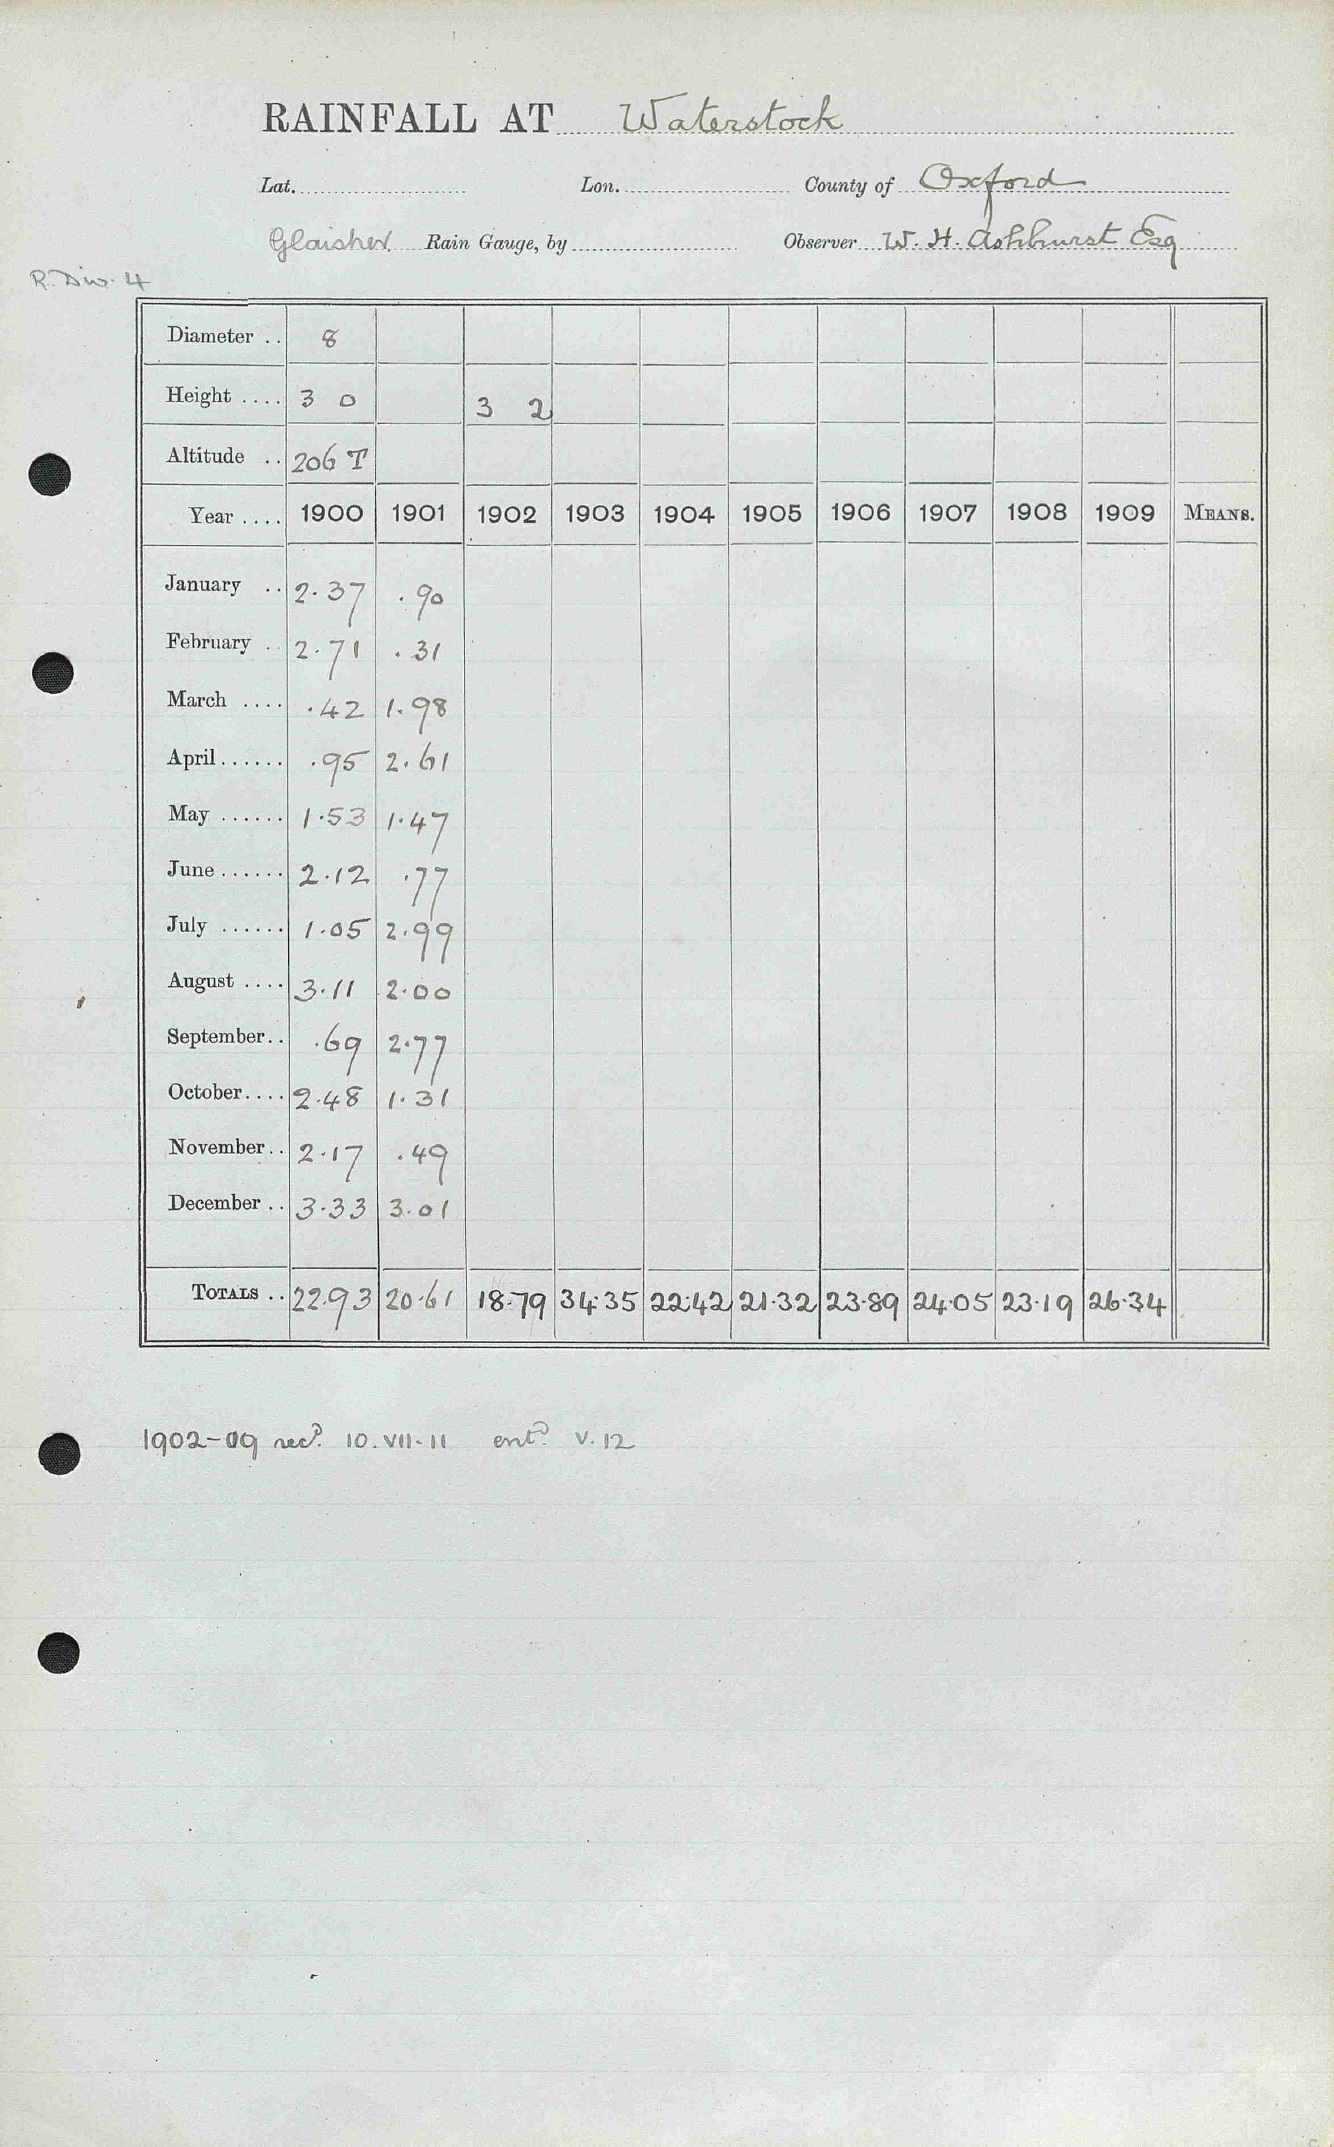 RAINFALL AT Waterstock
Lat. Lon. County of Oxford
Glaisher Rain Gauge, by Observer W. H. Ashhurst Esq
R. Div. 4
Diameter .. 8
Height .... 3 0 3 2
Altitude .. 206 T
Year .... 1900 1901 1902 1903 1904 1905 1906 1907 1908 1909 MEANS.
January .. 2.37 .90
February .. 2.71 .31
March .... .42 1.98
April...... .95 2.61
May ...... 1.53 1.47
June...... 2.12 .77
July ...... 1.05 2.99
August .... 3.11 2.00
September.. .69 2.77
October.... 2.48 1.31
November.. 2.17 .49
December .. 3.33 3.01
TOTALS .. 22.93 20.61 18.79 34.35 22.42 21.32 23.89 24.05 23.19 26.34
1902-09 recd. 10.VII.11 entd. V.12